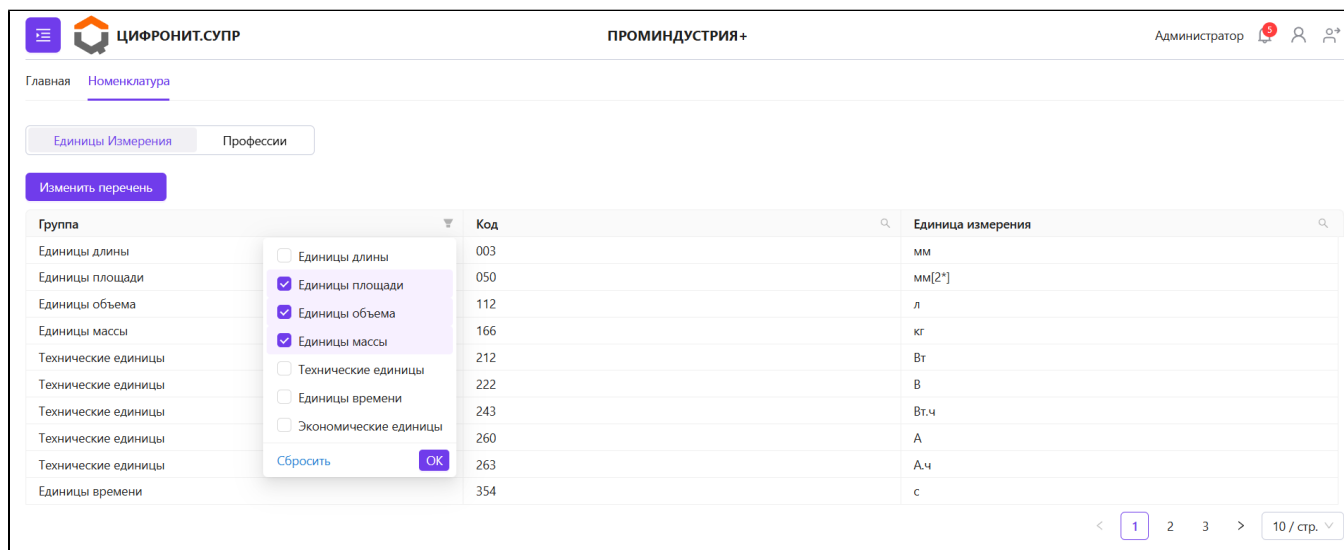 ЦИФРОНИТ.СУПР ПРОМИНДУСТРИЯ+ Администратор 5
Главная Номенклатура
Единицы Измерения Профессии
Изменить перечень
Группа Код Единица измерения
Единицы длины 003 мм
Единицы площади 050 мм[2*]
Единицы объема 112 л
Единицы массы 166 кг
Технические единицы 212 Вт
Технические единицы 222 В
Технические единицы 243 Вт.ч
Технические единицы 260 А
Технические единицы 263 А.ч
Единицы времени 354 с
Единицы длины
Единицы площади
Единицы объема
Единицы массы
Технические единицы
Единицы времени
Экономические единицы
Сбросить OK
< 1 2 3 > 10 / стр.